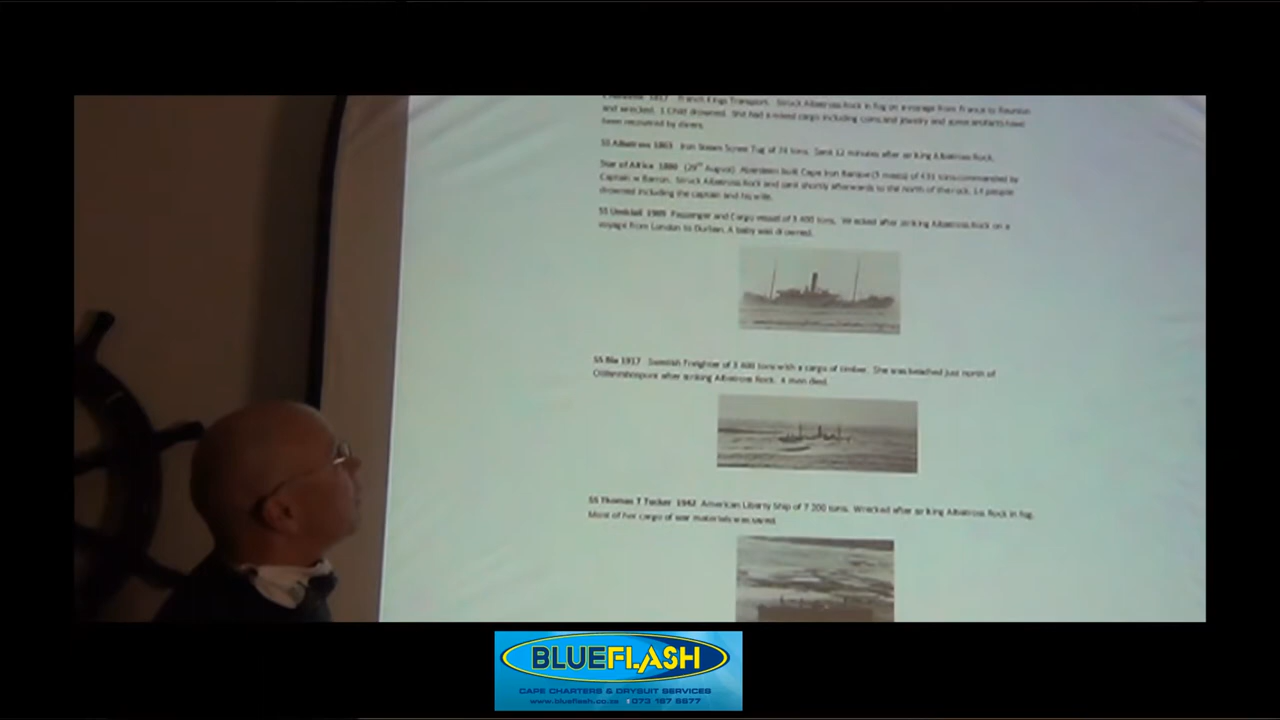 1817 French Kings Transport. Struck Albatross Rock in fog on a voyage from France to Reunion
and wrecked. 1 Child drowned. She had a mixed cargo including coins and jewelry and some artifacts have
been recovered by divers.
SS Albatross 1863 Iron Steam Screw Tug of 74 tons. Sank 12 minutes after striking Albatross Rock.
Star of Africa 1880 (29th August) Aberdeen built Cape Iron Barque (3 masts) of 431 tons commanded by
Captain Barron. Struck Albatross Rock and sank shortly afterwards to the north of the rock. 14 people
drowned including the captain and his wife.
SS Umhlali 1909 Passenger and Cargo vessel of 3 400 tons. Wrecked after striking Albatross Rock on a
voyage from London to Durban. A baby was drowned.
SS Bia 1917 Swedish Freighter of 3 tons with a cargo of timber. She was beached just north of
Olifantsbospunt after striking Albatross Rock. 4 men died.
SS Thomas T Tucker 1942 American Liberty Ship of 7 200 tons. Wrecked after striking Albatross Rock in fog.
Most of her cargo of war materials was saved.
BLUEFLASH
CAPE CHARTERS & DRYSUIT SERVICES
www.blueflash.co.za 073 167 6677